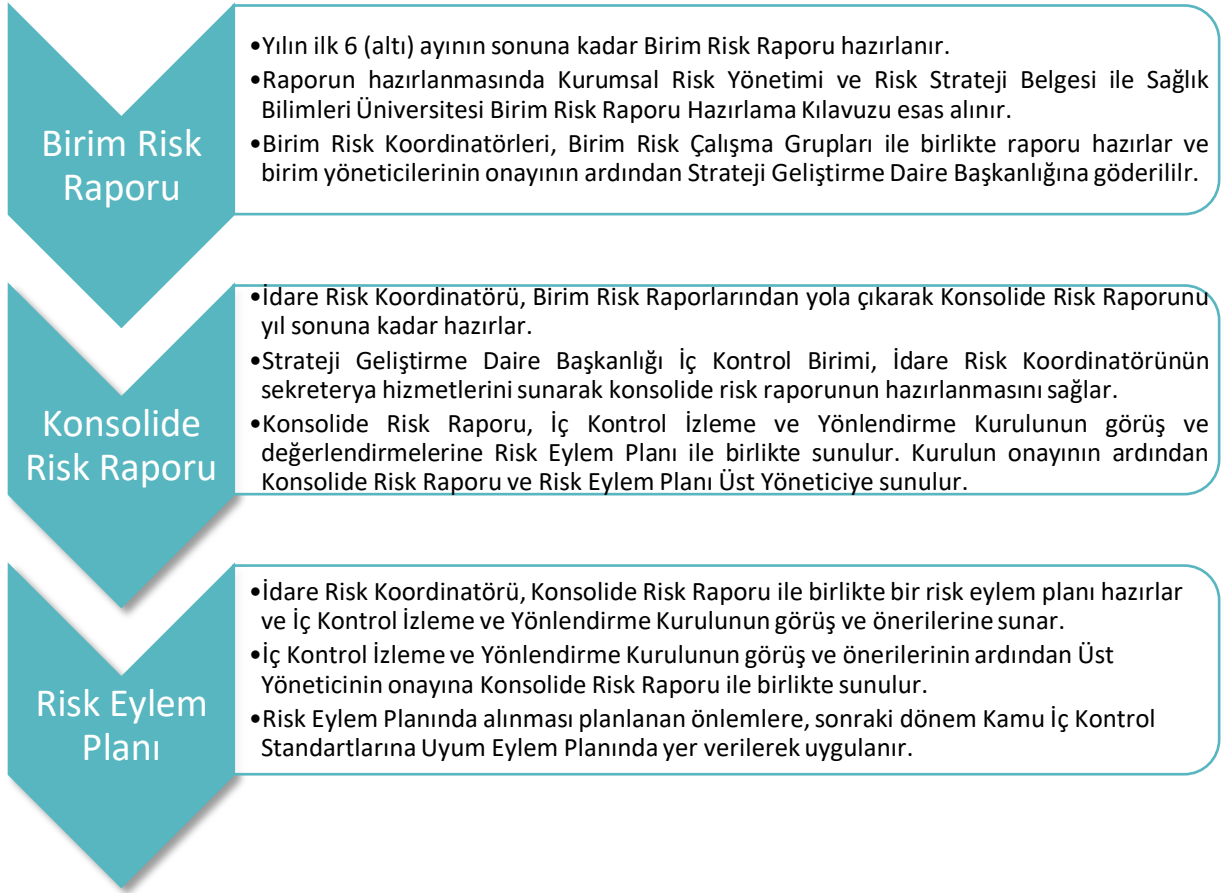 Birim Risk
Raporu
•Yılın ilk 6 (altı) ayının sonuna kadar Birim Risk Raporu hazırlanır.
•Raporun hazırlanmasında Kurumsal Risk Yönetimi ve Risk Strateji Belgesi ile Sağlık
Bilimleri Üniversitesi Birim Risk Raporu Hazırlama Kılavuzu esas alınır.
•Birim Risk Koordinatörleri, Birim Risk Çalışma Grupları ile birlikte raporu hazırlar ve
birim yöneticilerinin onayının ardından Strateji Geliştirme Daire Başkanlığına göderililr.
Konsolide
Risk Raporu
•İdare Risk Koordinatörü, Birim Risk Raporlarından yola çıkarak Konsolide Risk Raporunu
yıl sonuna kadar hazırlar.
•Strateji Geliştirme Daire Başkanlığı İç Kontrol Birimi, İdare Risk Koordinatörünün
sekreterya hizmetlerini sunarak konsolide risk raporunun hazırlanmasını sağlar.
•Konsolide Risk Raporu, İç Kontrol İzleme ve Yönlendirme Kurulunun görüş ve
değerlendirmelerine Risk Eylem Planı ile birlikte sunulur. Kurulun onayının ardından
Konsolide Risk Raporu ve Risk Eylem Planı Üst Yöneticiye sunulur.
Risk Eylem
Planı
•İdare Risk Koordinatörü, Konsolide Risk Raporu ile birlikte bir risk eylem planı hazırlar
ve İç Kontrol İzleme ve Yönlendirme Kurulunun görüş ve önerilerine sunar.
•İç Kontrol İzleme ve Yönlendirme Kurulunun görüş ve önerilerinin ardından Üst
Yöneticinin onayına Konsolide Risk Raporu ile birlikte sunulur.
•Risk Eylem Planında alınması planlanan önlemlere, sonraki dönem Kamu İç Kontrol
Standartlarına Uyum Eylem Planında yer verilerek uygulanır.